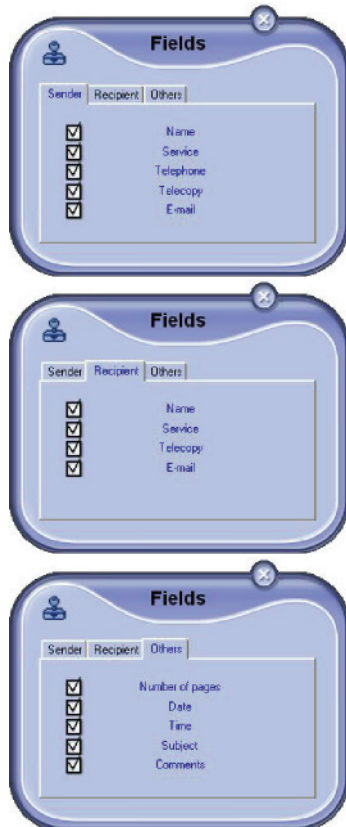 Fields
Sender Recipient Others
Name
Service
Telephone
Telecopy
E-mail
Fields
Sender Recipient Others
Name
Service
Telecopy
E-mail
Fields
Sender Recipient Others
Number of pages
Date
Time
Subject
Comments